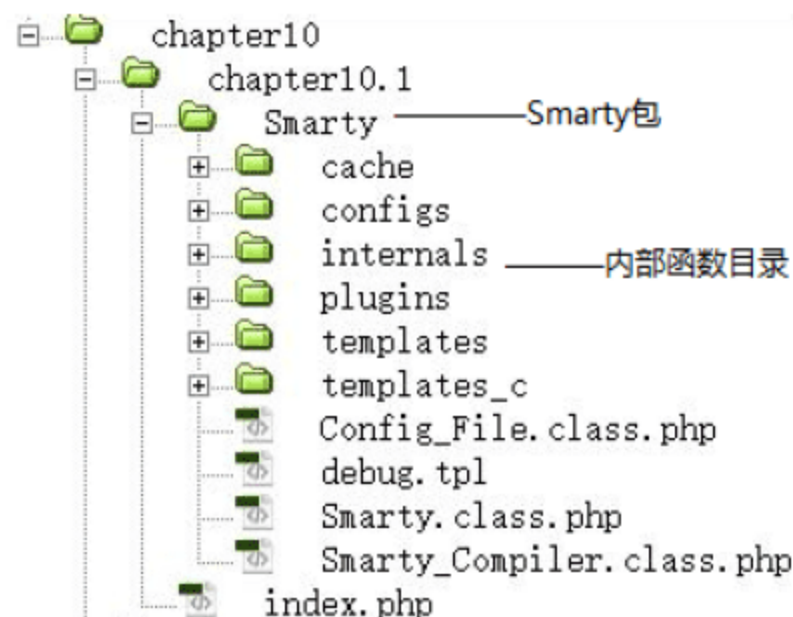 chapter10
chapter10.1
Smarty Smarty包
cache
configs
internals 内部函数目录
plugins
templates
templates_c
Config_File.class.php
debug.tpl
Smarty.class.php
Smarty_Compiler.class.php
index.php